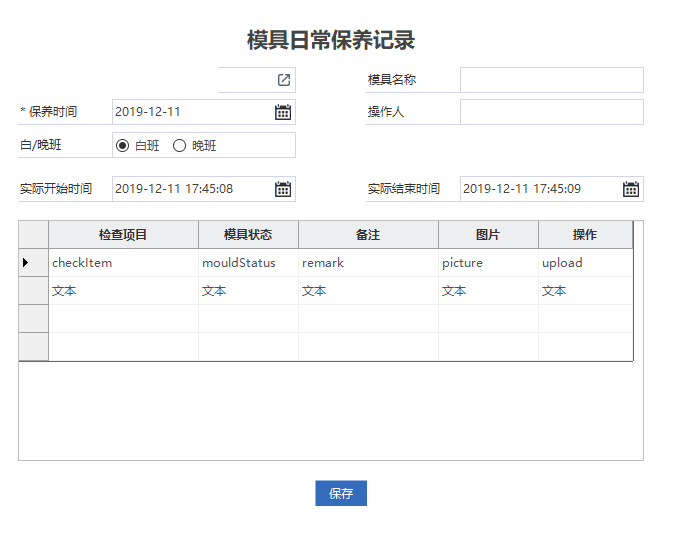 模具日常保养记录
模具名称
* 保养时间 2019-12-11 操作人
白/晚班 白班 晚班
实际开始时间 2019-12-11 17:45:08 实际结束时间 2019-12-11 17:45:09
检查项目 模具状态 备注 图片 操作
checkItem mouldStatus remark picture upload
文本 文本 文本 文本 文本
保存